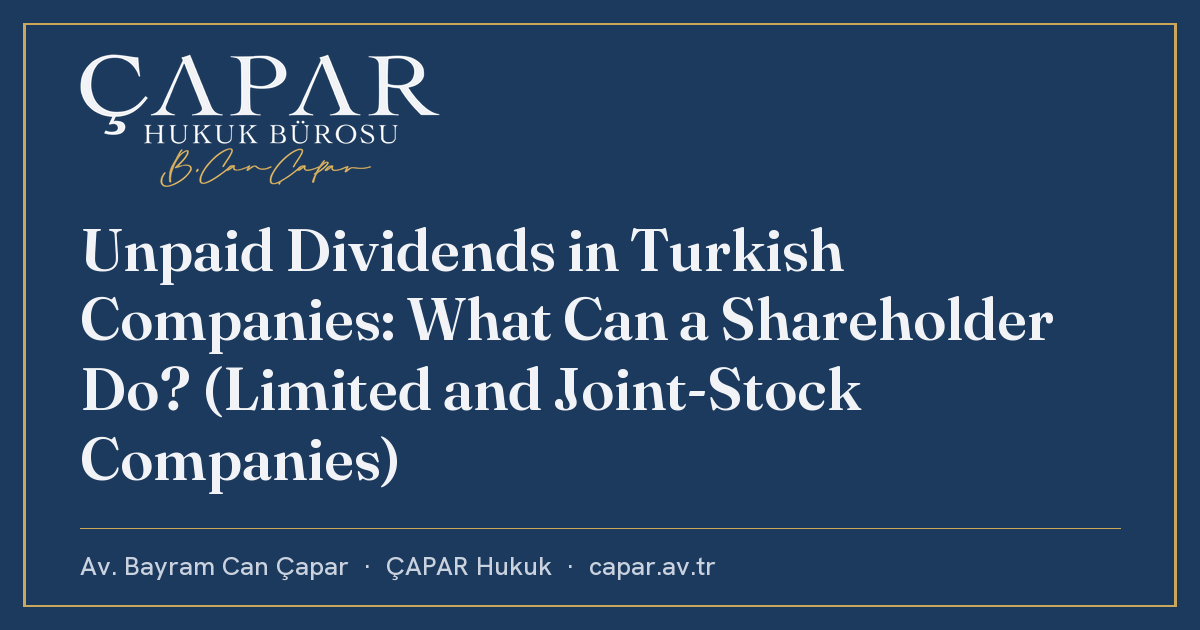 ÇAPAR
HUKUK BÜROSU
B.Can Çapar
Unpaid Dividends in Turkish
Companies: What Can a Shareholder
Do? (Limited and Joint-Stock
Companies)
Av. Bayram Can Çapar · ÇAPAR Hukuk · capar.av.tr